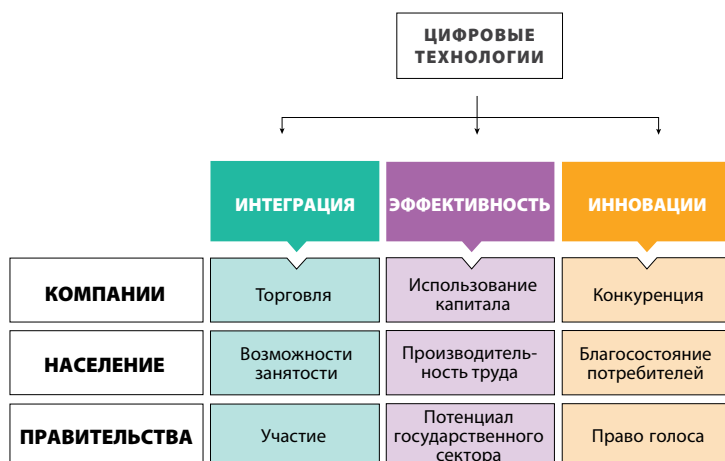 ЦИФРОВЫЕ
ТЕХНОЛОГИИ
ИНТЕГРАЦИЯ
ЭФФЕКТИВНОСТЬ
ИННОВАЦИИ
КОМПАНИИ
Торговля
Использование
капитала
Конкуренция
НАСЕЛЕНИЕ
Возможности
занятости
Производитель-
ность труда
Благосостояние
потребителей
ПРАВИТЕЛЬСТВА
Участие
Потенциал
государственного
сектора
Право голоса